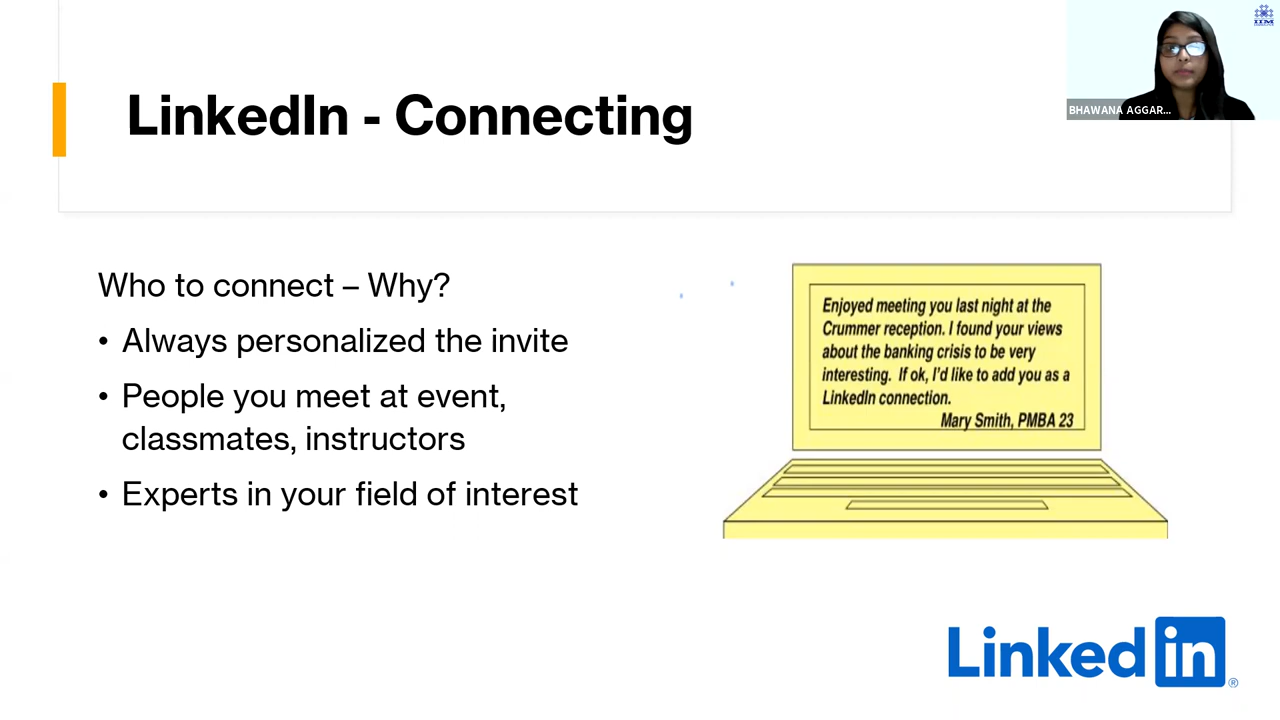 LinkedIn - Connecting
BHAWANA AGGAR...
Who to connect – Why?
• Always personalized the invite
• People you meet at event,
classmates, instructors
• Experts in your field of interest
Enjoyed meeting you last night at the
Crummer reception. I found your views
about the banking crisis to be very
interesting. If ok, I'd like to add you as a
LinkedIn connection.
Mary Smith, PMBA 23
Linked in ®